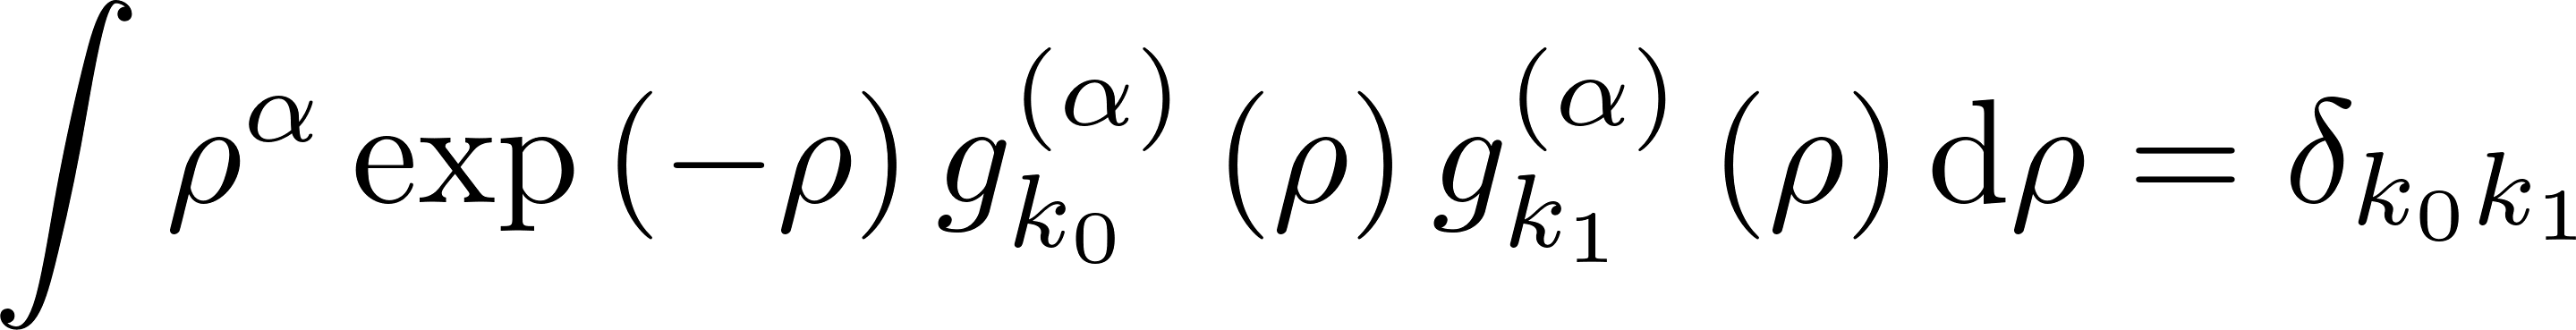 ∫ ρ^α exp (−ρ) g_{k_0}^{(α)} (ρ) g_{k_1}^{(α)} (ρ) dρ = δ_{k_0 k_1}